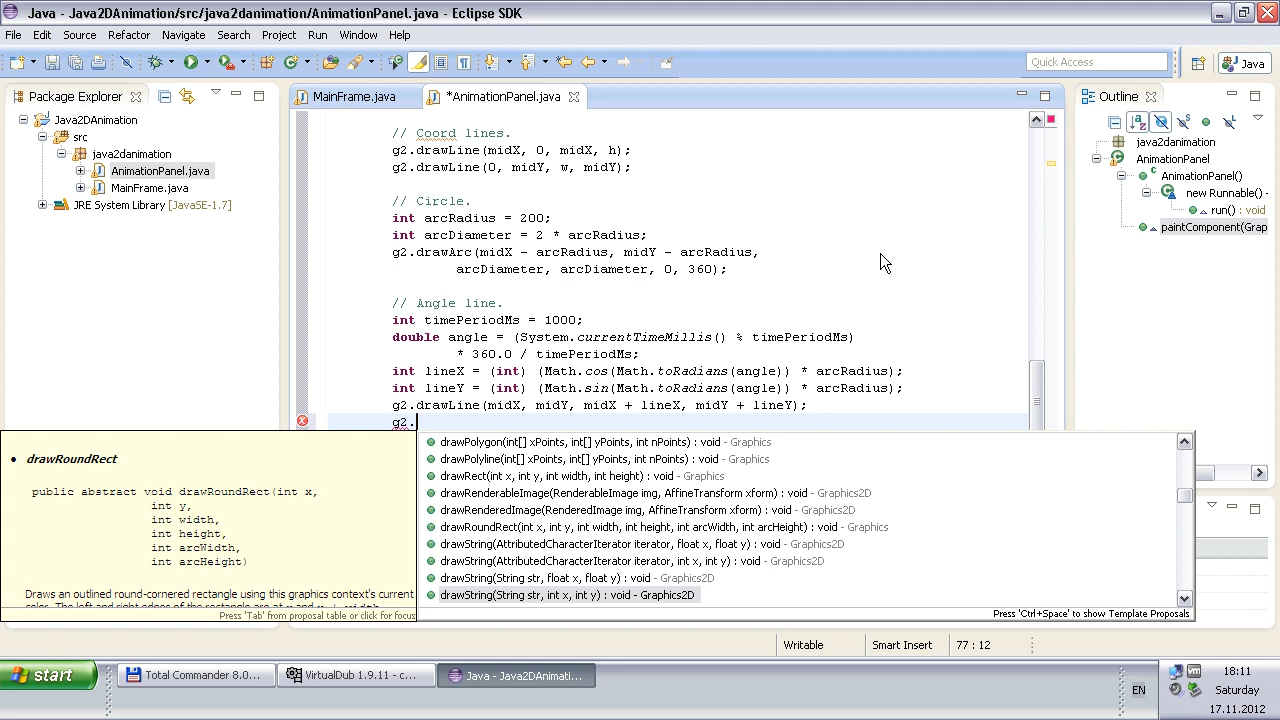 Java - Java2DAnimation/src/java2danimation/AnimationPanel.java - Eclipse SDK
File Edit Source Refactor Navigate Search Project Run Window Help
Quick Access
Java
Package Explorer
MainFrame.java
*AnimationPanel.java
Outline
Java2DAnimation
src
java2danimation
AnimationPanel.java
MainFrame.java
JRE System Library [JavaSE-1.7]
// Coord lines.
g2.drawLine(midX, 0, midX, h);
g2.drawLine(0, midY, w, midY);
// Circle.
int arcRadius = 200;
int arcDiameter = 2 * arcRadius;
g2.drawArc(midX - arcRadius, midY - arcRadius,
arcDiameter, arcDiameter, 0, 360);
// Angle line.
int timePeriodMs = 1000;
double angle = (System.currentTimeMillis() % timePeriodMs)
* 360.0 / timePeriodMs;
int lineX = (int) (Math.cos(Math.toRadians(angle)) * arcRadius);
int lineY = (int) (Math.sin(Math.toRadians(angle)) * arcRadius);
g2.drawLine(midX, midY, midX + lineX, midY + lineY);
g2.
java2danimation
AnimationPanel
AnimationPanel()
new Runnable() -
run() : void
paintComponent(Grap
drawRoundRect
public abstract void drawRoundRect(int x,
int y,
int width,
int height,
int arcWidth,
int arcHeight)
Draws an outlined round-cornered rectangle using this graphics context's current
color. The left and right edges of the rectangle are at x and x + width
Press 'Tab' from proposal table or click for focus
drawPolygon(int[] xPoints, int[] yPoints, int nPoints) : void - Graphics
drawPolyline(int[] xPoints, int[] yPoints, int nPoints) : void - Graphics
drawRect(int x, int y, int width, int height) : void - Graphics
drawRenderableImage(RenderableImage img, AffineTransform xform) : void - Graphics2D
drawRenderedImage(RenderedImage img, AffineTransform xform) : void - Graphics2D
drawRoundRect(int x, int y, int width, int height, int arcWidth, int arcHeight) : void - Graphics
drawString(AttributedCharacterIterator iterator, float x, float y) : void - Graphics2D
drawString(AttributedCharacterIterator iterator, int x, int y) : void - Graphics2D
drawString(String str, float x, float y) : void - Graphics2D
drawString(String str, int x, int y) : void - Graphics2D
Press 'Ctrl+Space' to show Template Proposals
Writable
Smart Insert
77 : 12
start
Total Commander 8.0...
VirtualDub 1.9.11 - c...
Java - Java2DAnimati...
EN
18:11
Saturday
17.11.2012